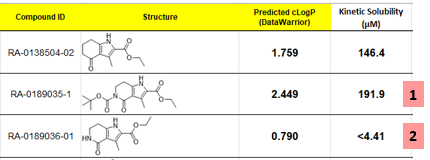 Compound ID Structure Predicted cLogP (DataWarrior) Kinetic Solubility (µM)
RA-0138504-02 1.759 146.4
RA-0189035-1 2.449 191.9 1
RA-0189036-01 0.790 <4.41 2